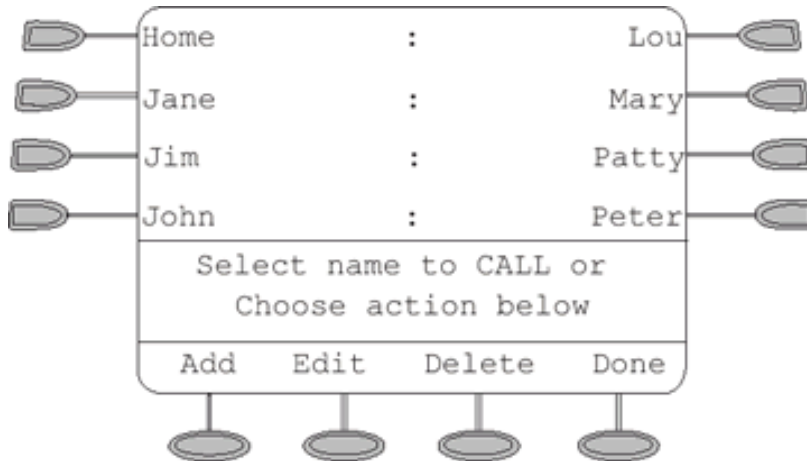 Home : Lou
Jane : Mary
Jim : Patty
John : Peter
Select name to CALL or
Choose action below
Add Edit Delete Done